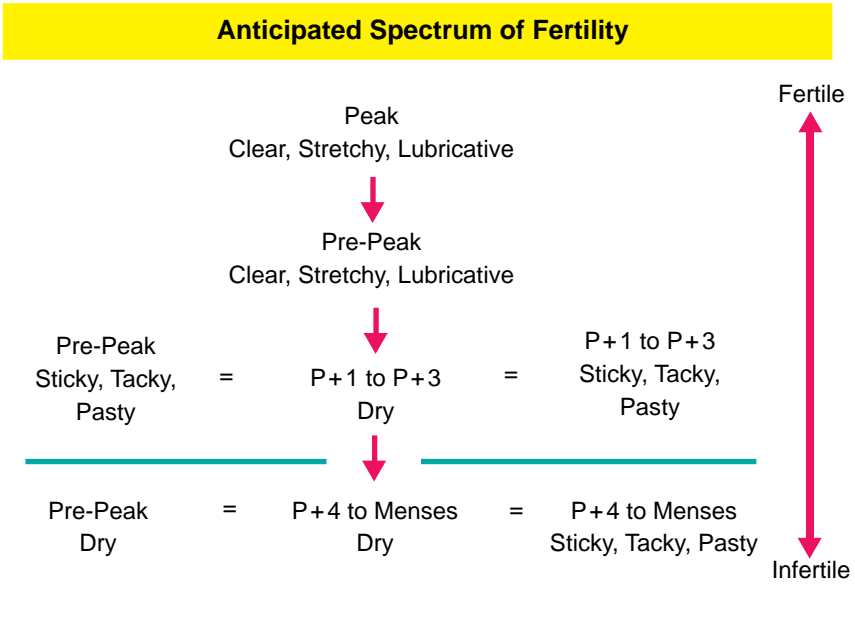 Anticipated Spectrum of Fertility
Fertile
Peak
Clear, Stretchy, Lubricative
Pre-Peak
Clear, Stretchy, Lubricative
Pre-Peak
Sticky, Tacky,
Pasty
=
P+1 to P+3
Dry
=
P+1 to P+3
Sticky, Tacky,
Pasty
Pre-Peak
Dry
=
P+4 to Menses
Dry
=
P+4 to Menses
Sticky, Tacky, Pasty
Infertile